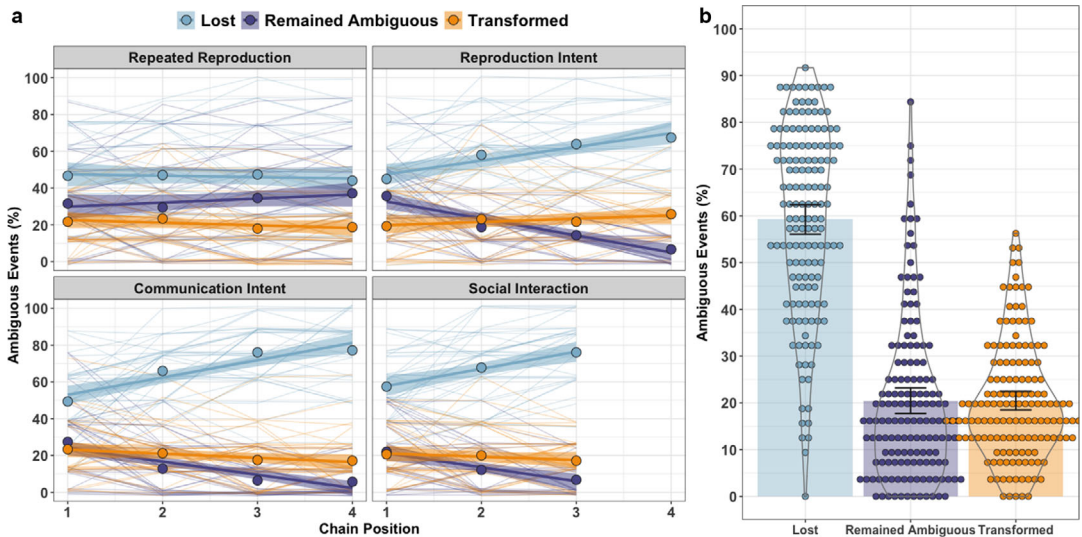 a
Lost Remained Ambiguous Transformed
Repeated Reproduction Reproduction Intent
100
80
60
40
20
0
Communication Intent Social Interaction
100
80
60
40
20
0
1 2 3 4 1 2 3 4
Chain Position
Ambiguous Events (%)
b
100
90
80
70
60
50
40
30
20
10
0
Ambiguous Events (%)
Lost Remained Ambiguous Transformed